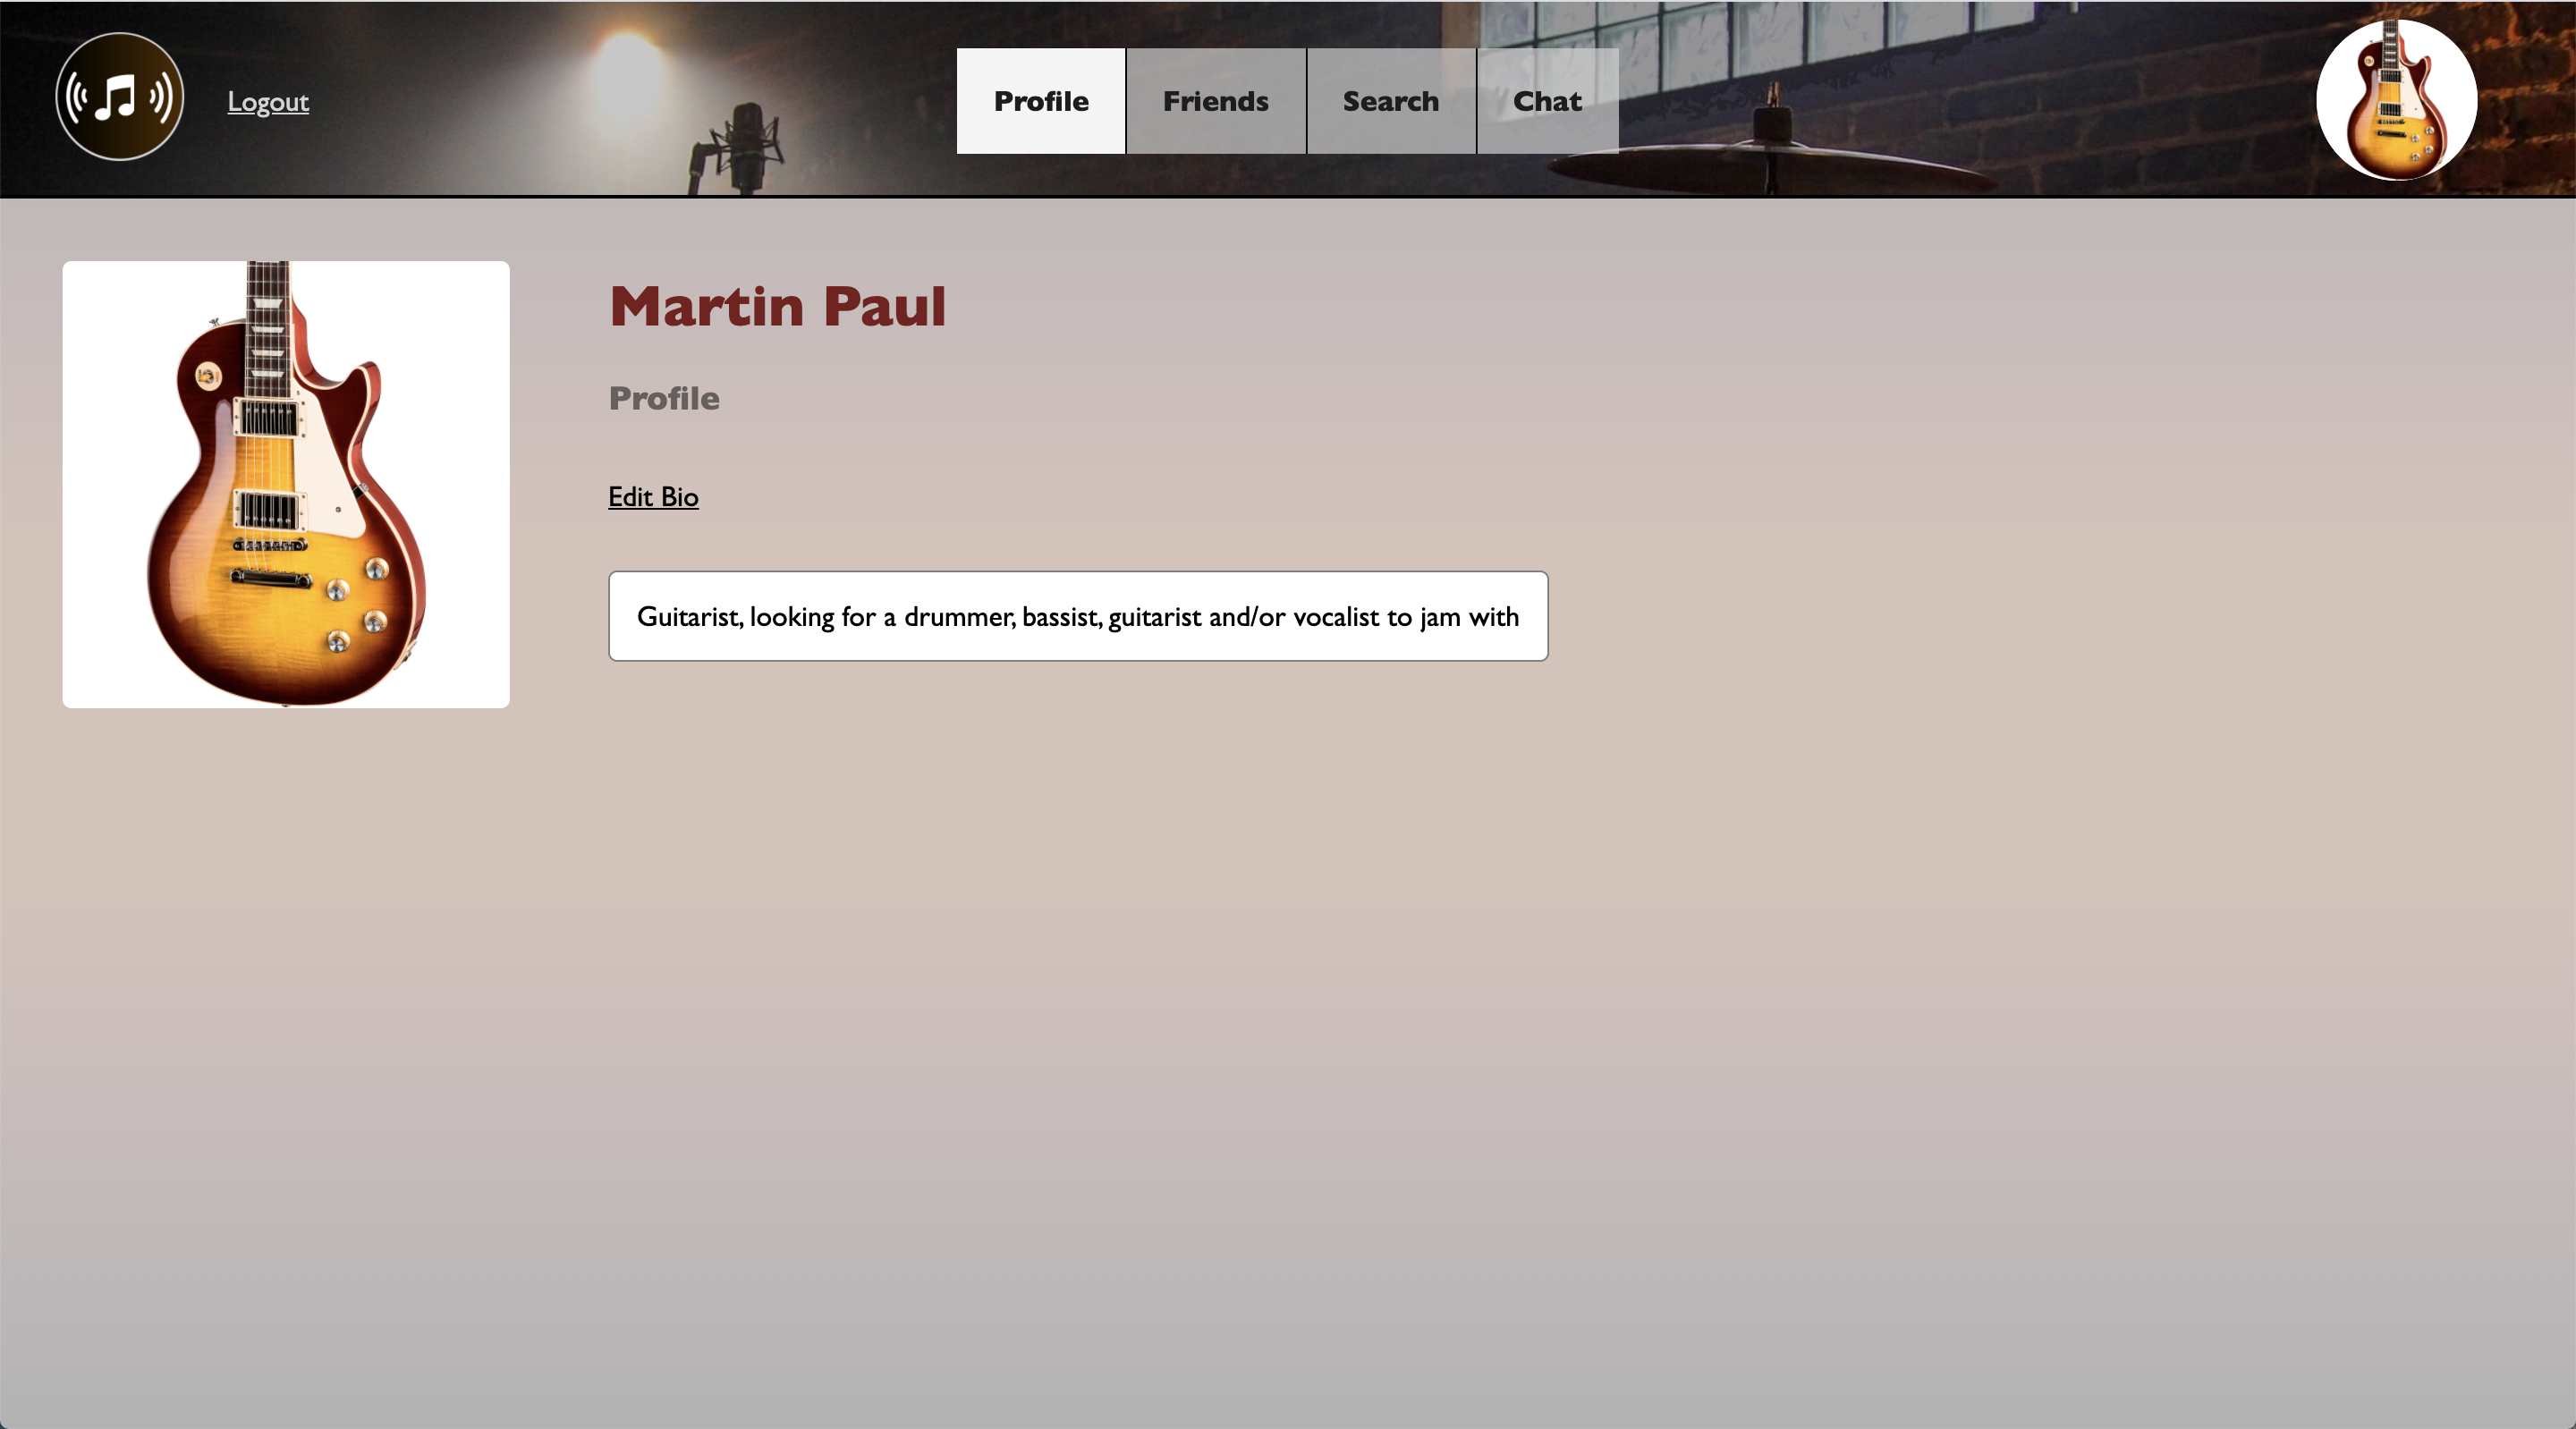 Logout
Profile
Friends
Search
Chat
Martin Paul
Profile
Edit Bio
Guitarist, looking for a drummer, bassist, guitarist and/or vocalist to jam with